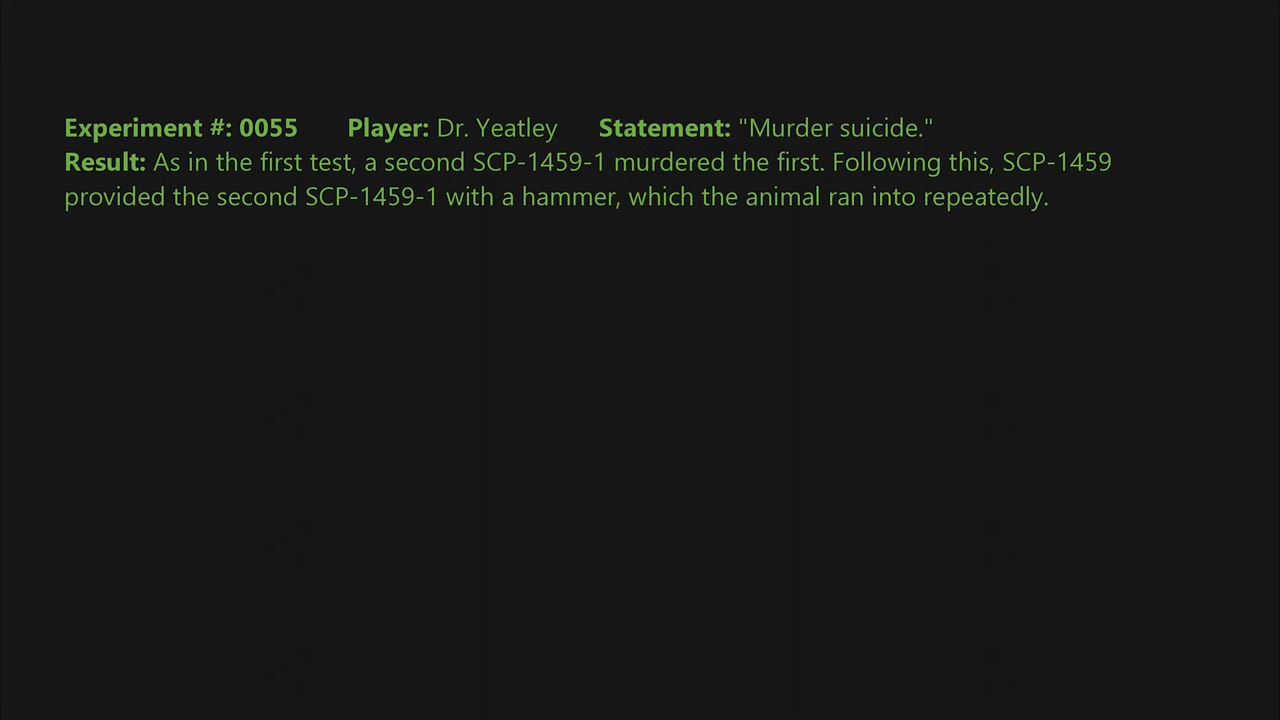 Experiment #: 0055 Player: Dr. Yeatley Statement: "Murder suicide."
Result: As in the first test, a second SCP-1459-1 murdered the first. Following this, SCP-1459
provided the second SCP-1459-1 with a hammer, which the animal ran into repeatedly.